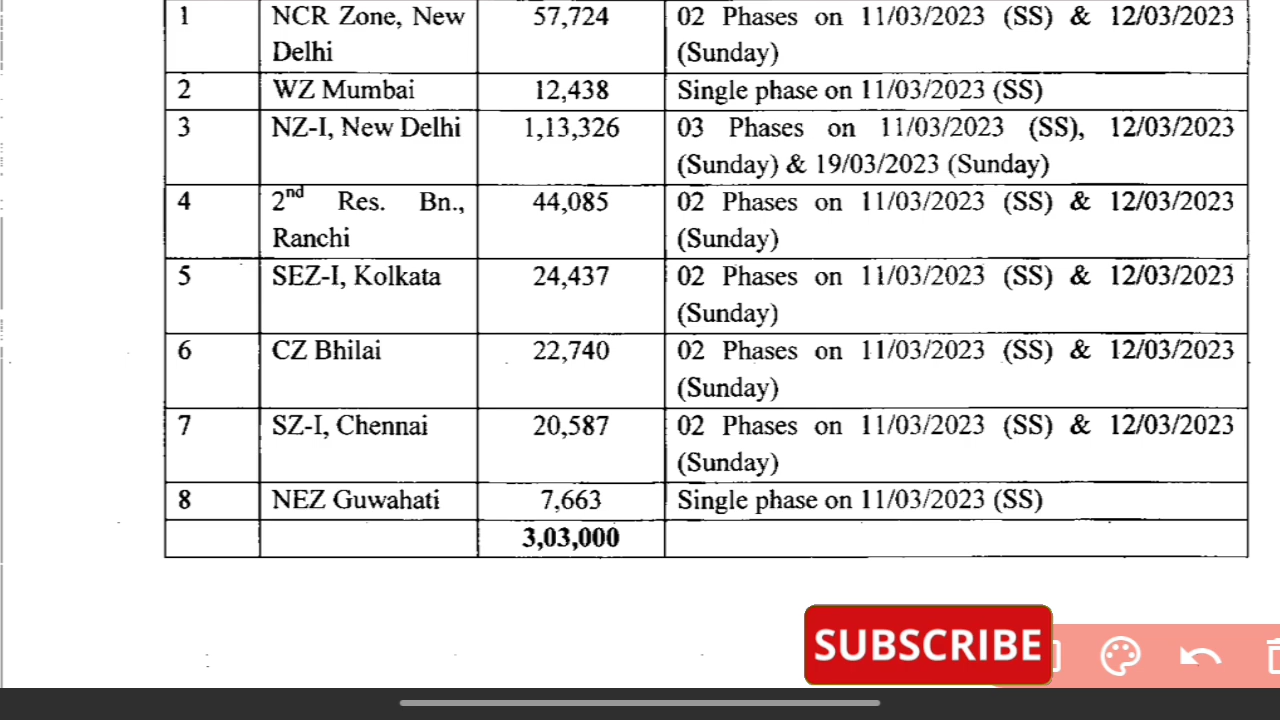 1 NCR Zone, New 57,724 02 Phases on 11/03/2023 (SS) & 12/03/2023
Delhi (Sunday)
2 WZ Mumbai 12,438 Single phase on 11/03/2023 (SS)
3 NZ-I, New Delhi 1,13,326 03 Phases on 11/03/2023 (SS), 12/03/2023
(Sunday) & 19/03/2023 (Sunday)
4 2nd Res. Bn., 44,085 02 Phases on 11/03/2023 (SS) & 12/03/2023
Ranchi (Sunday)
5 SEZ-I, Kolkata 24,437 02 Phases on 11/03/2023 (SS) & 12/03/2023
(Sunday)
6 CZ Bhilai 22,740 02 Phases on 11/03/2023 (SS) & 12/03/2023
(Sunday)
7 SZ-I, Chennai 20,587 02 Phases on 11/03/2023 (SS) & 12/03/2023
(Sunday)
8 NEZ Guwahati 7,663 Single phase on 11/03/2023 (SS)
3,03,000
SUBSCRIBE